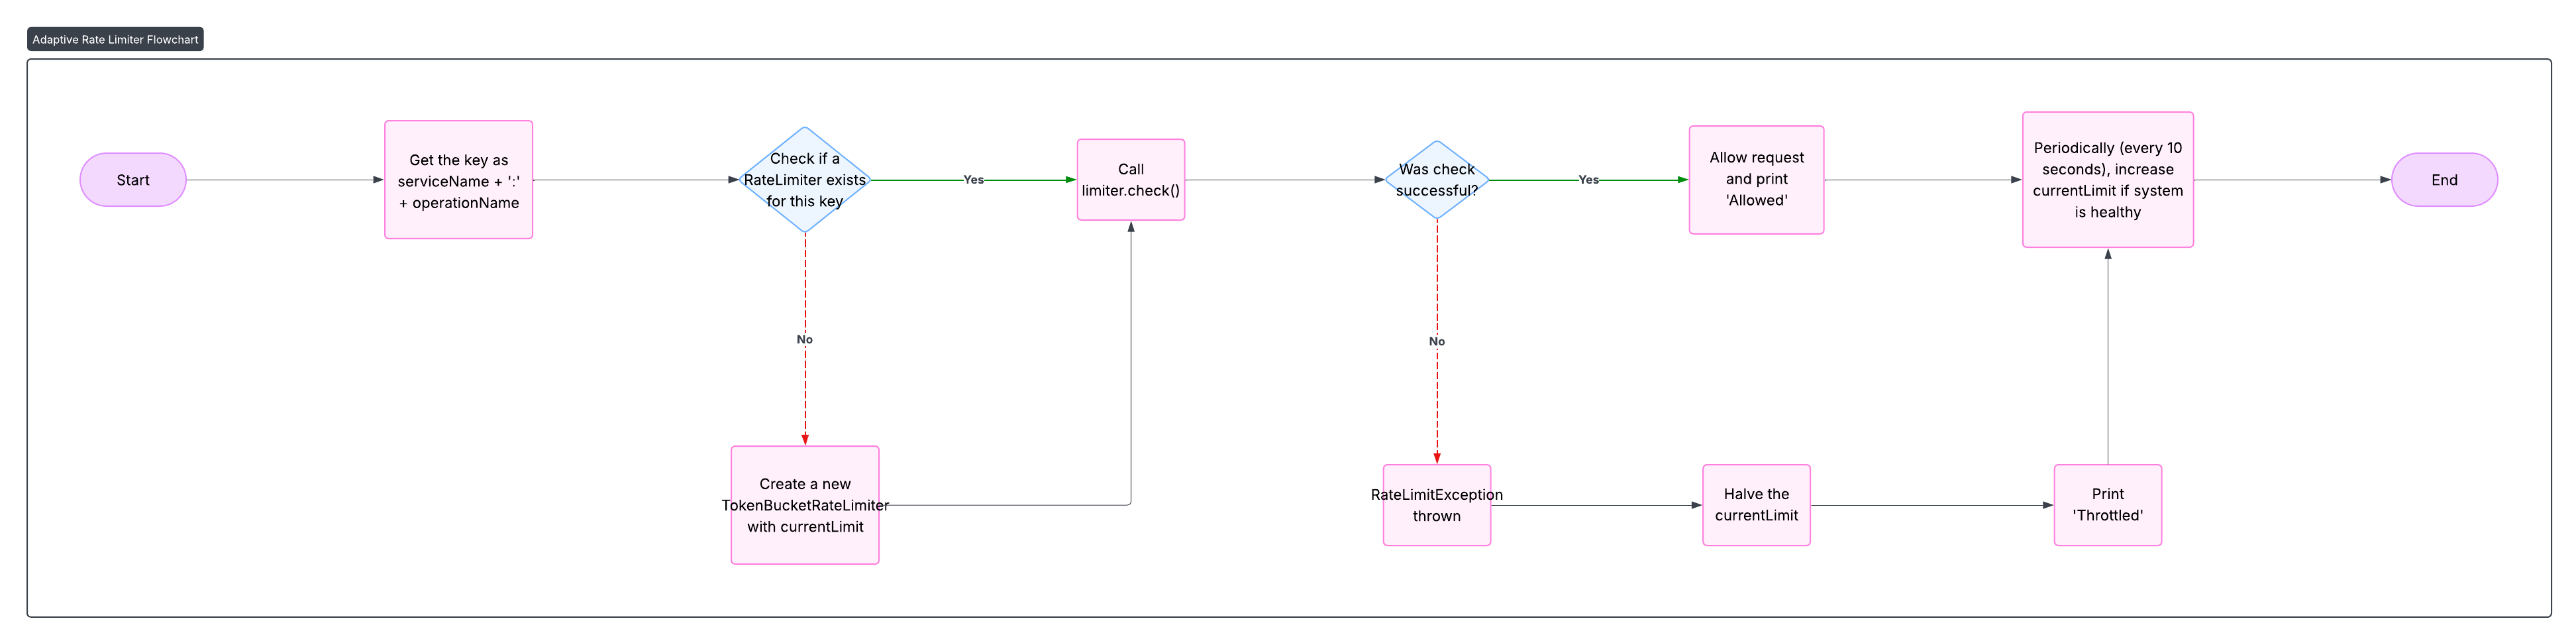 Adaptive Rate Limiter Flowchart
Start
Get the key as
serviceName + ':'
+ operationName
Check if a
RateLimiter exists
for this key
Yes
Call
limiter.check()
Was check
successful?
Yes
Allow request
and print
'Allowed'
Periodically (every 10
seconds), increase
currentLimit if system
is healthy
End
No
No
Create a new
TokenBucketRateLimiter
with currentLimit
RateLimitException
thrown
Halve the
currentLimit
Print
'Throttled'